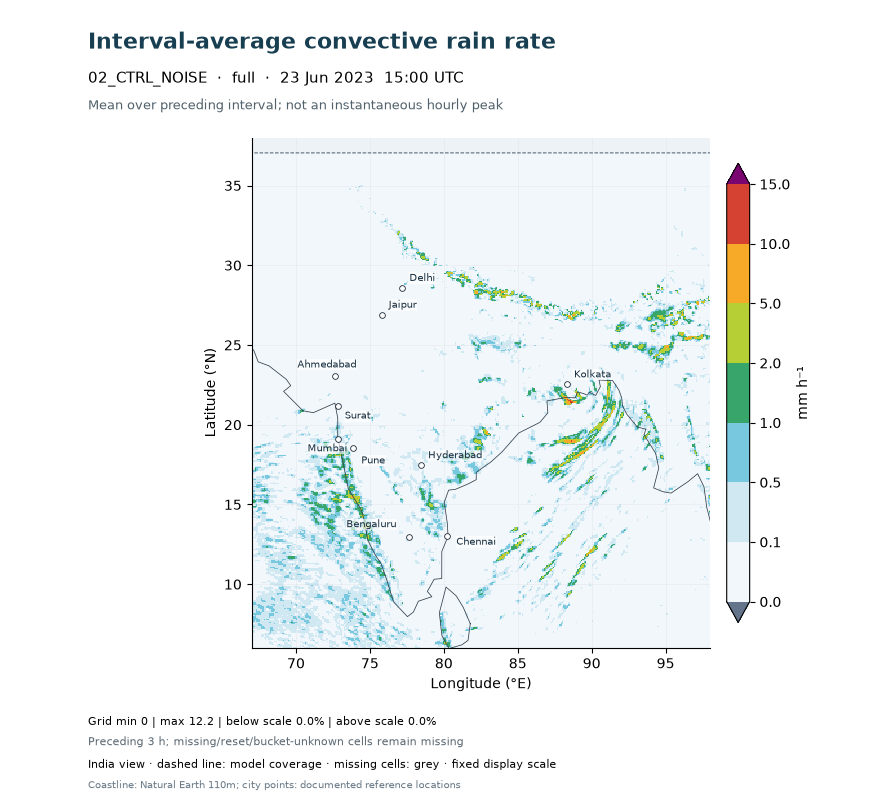 Interval-average convective rain rate
02_CTRL_NOISE · full · 23 Jun 2023 15:00 UTC
Mean over preceding interval; not an instantaneous hourly peak
35
30
25
20
15
10
Latitude (°N)
70
75
80
85
90
95
Longitude (°E)
Delhi
Jaipur
Ahmedabad
Kolkata
Surat
Mumbai
Pune
Hyderabad
Bengaluru
Chennai
15.0
10.0
5.0
2.0
1.0
0.5
0.1
0.0
mm h⁻¹
Grid min 0 | max 12.2 | below scale 0.0% | above scale 0.0%
Preceding 3 h; missing/reset/bucket-unknown cells remain missing
India view · dashed line: model coverage · missing cells: grey · fixed display scale
Coastline: Natural Earth 110m; city points: documented reference locations